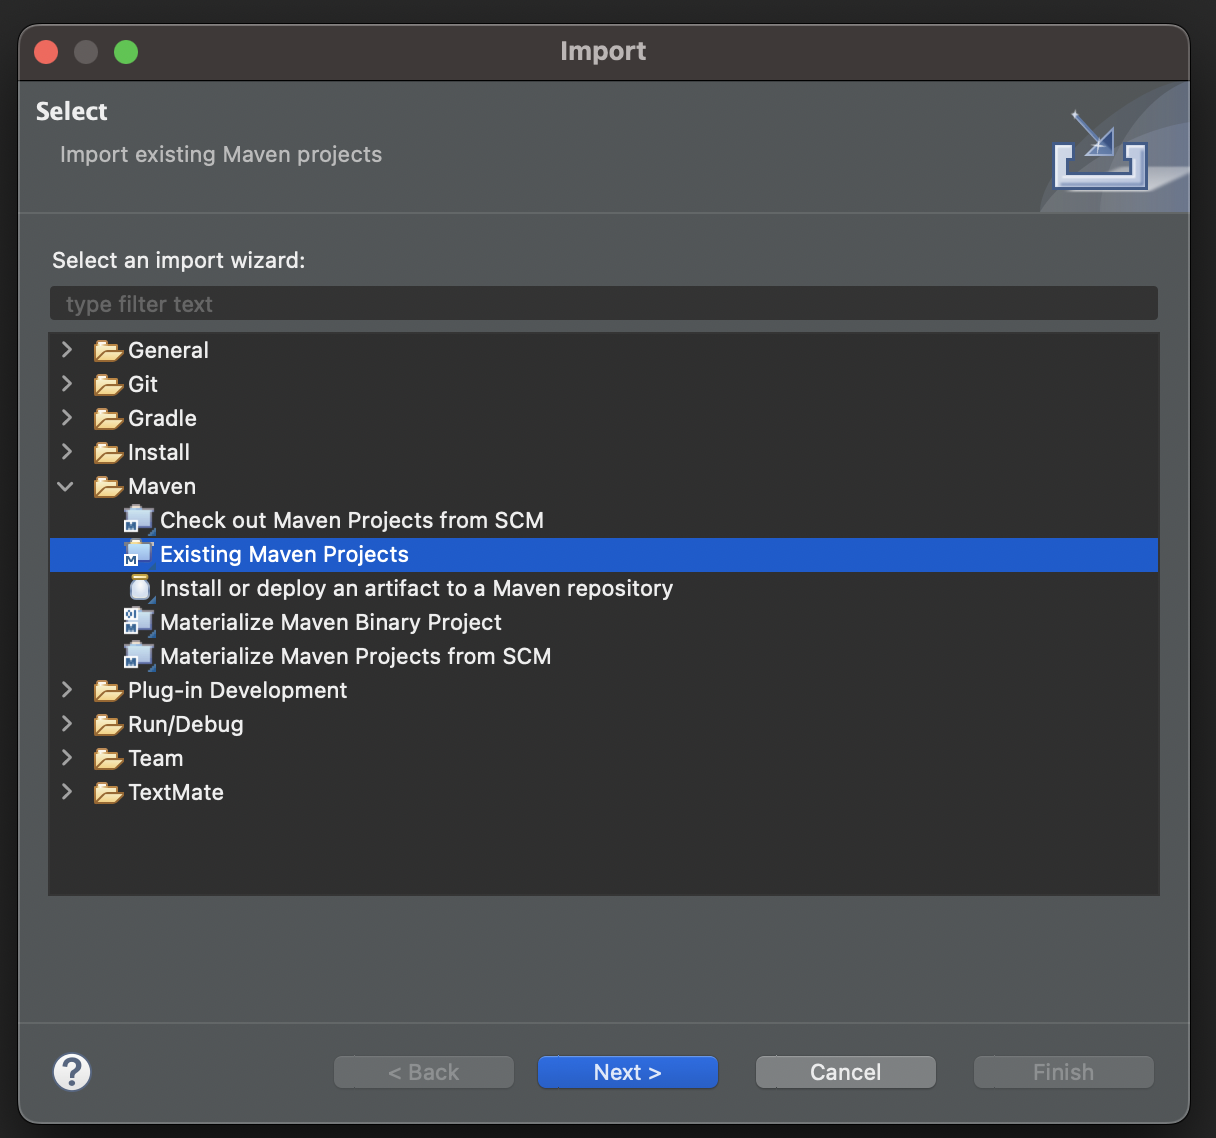 Import
Select
Import existing Maven projects
Select an import wizard:
type filter text
General
Git
Gradle
Install
Maven
Check out Maven Projects from SCM
Existing Maven Projects
Install or deploy an artifact to a Maven repository
Materialize Maven Binary Project
Materialize Maven Projects from SCM
Plug-in Development
Run/Debug
Team
TextMate
? < Back Next > Cancel Finish